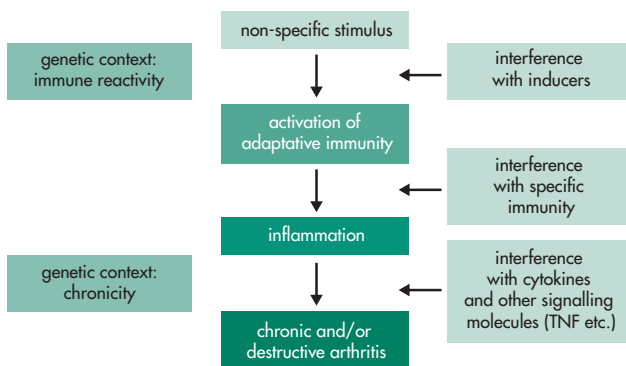 non-specific stimulus
genetic context:
immune reactivity
interference
with inducers
activation of
adaptative immunity
interference
with specific
immunity
inflammation
genetic context:
chronicity
interference
with cytokines
and other signalling
molecules (TNF etc.)
chronic and/or
destructive arthritis